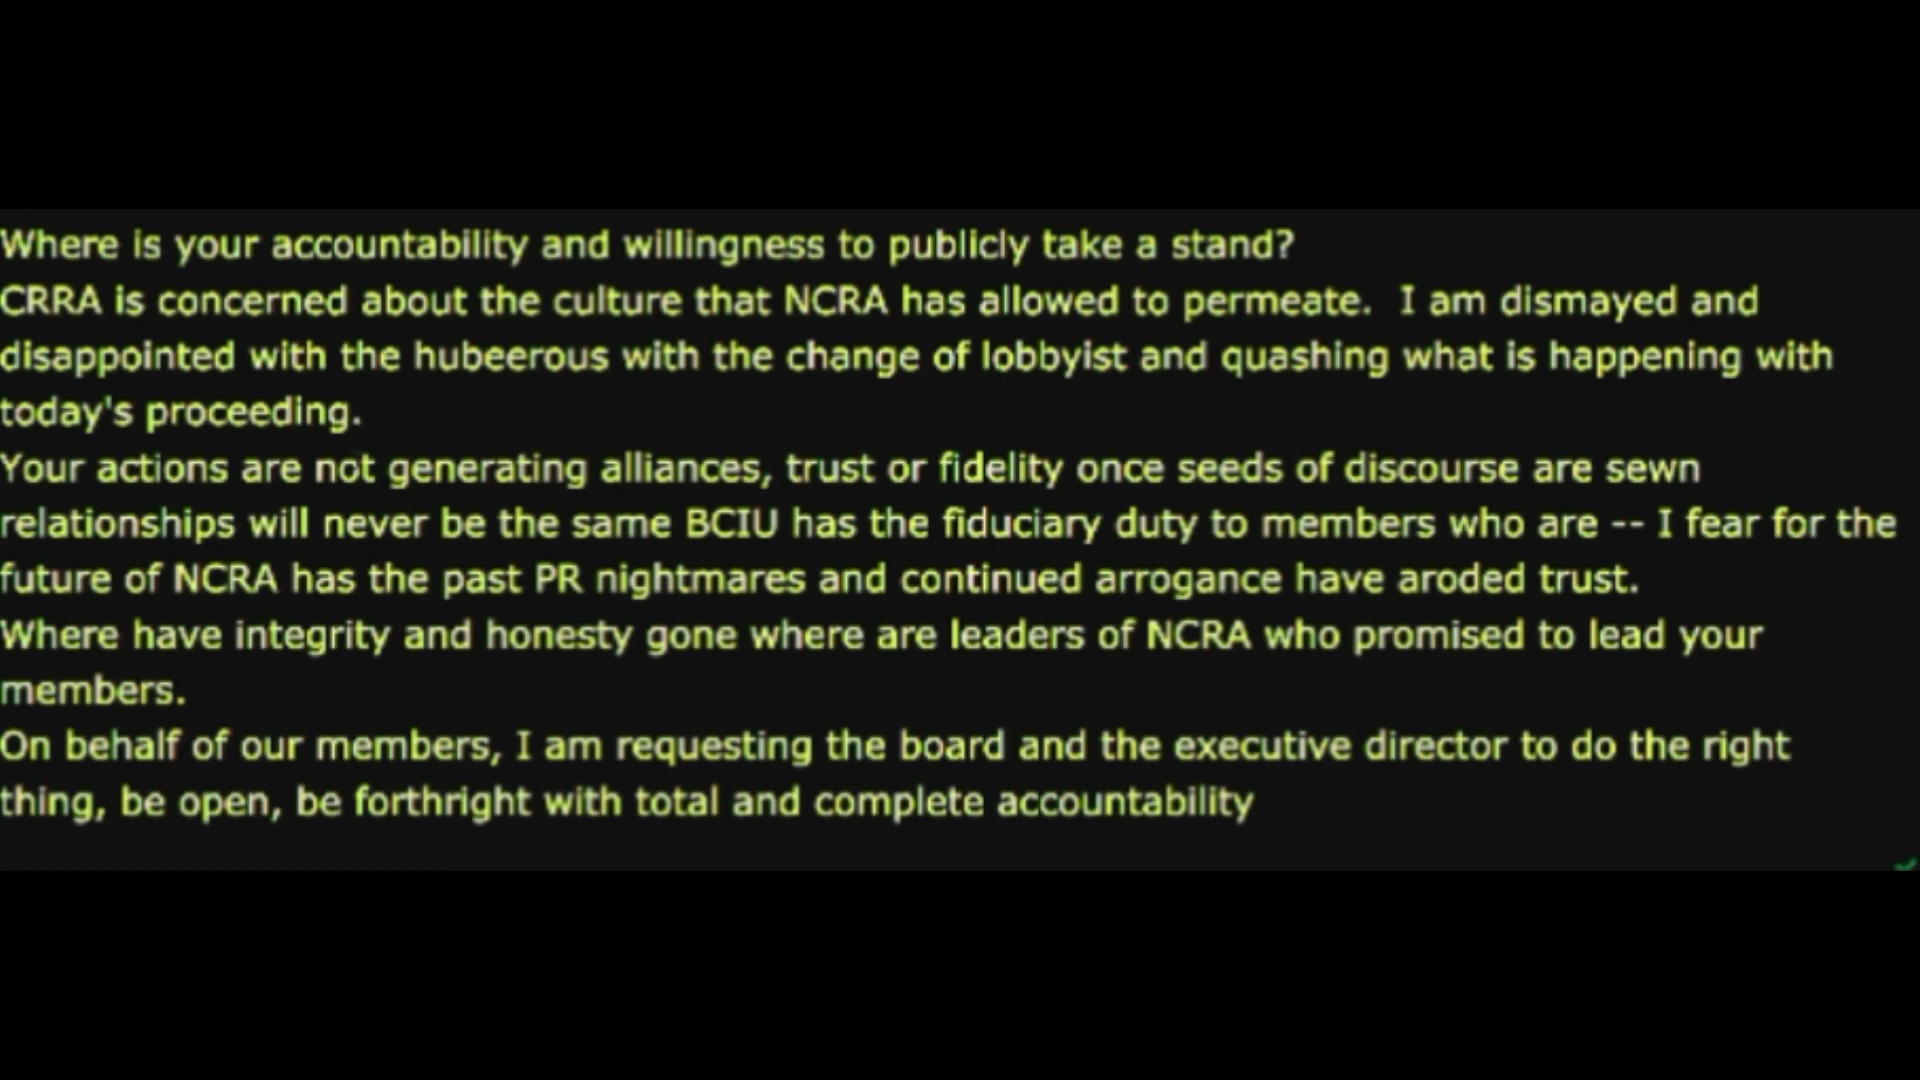 Where is your accountability and willingness to publicly take a stand?
CRRA is concerned about the culture that NCRA has allowed to permeate.  I am dismayed and
disappointed with the hubeerous with the change of lobbyist and quashing what is happening with
today's proceeding.
Your actions are not generating alliances, trust or fidelity once seeds of discourse are sewn
relationships will never be the same BCIU has the fiduciary duty to members who are -- I fear for the
future of NCRA has the past PR nightmares and continued arrogance have aroded trust.
Where have integrity and honesty gone where are leaders of NCRA who promised to lead your
members.
On behalf of our members, I am requesting the board and the executive director to do the right
thing, be open, be forthright with total and complete accountability